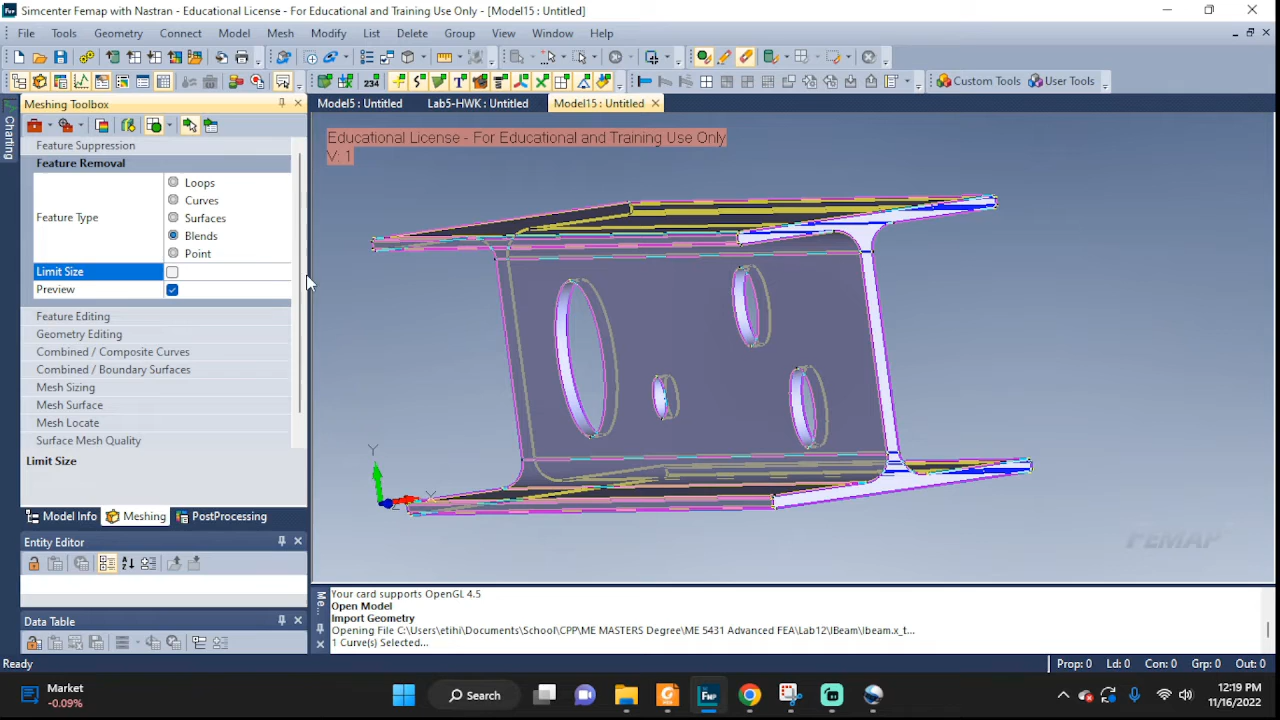 Simcenter Femap with Nastran - Educational License - For Educational and Training Use Only - [Model15 : Untitled]
File Tools Geometry Connect Model Mesh Modify List Delete Group View Window Help
234 Custom Tools User Tools
Meshing Toolbox
Model5 : Untitled Lab5-HWK : Untitled Model15 : Untitled
Charting
Feature Suppression
Feature Removal
Feature Type
Loops
Curves
Surfaces
Blends
Point
Limit Size
Preview
Feature Editing
Geometry Editing
Combined / Composite Curves
Combined / Boundary Surfaces
Mesh Sizing
Mesh Surface
Mesh Locate
Surface Mesh Quality
Limit Size
Model Info Meshing PostProcessing
Entity Editor
Data Table
Educational License - For Educational and Training Use Only
V: 1
Y
X
Z
FEMAP
Me...
Your card supports OpenGL 4.5
Open Model
Import Geometry
Opening File C:\Users\etihi\Documents\School\CPP\ME MASTERS Degree\ME 5431 Advanced FEA\Lab12\IBeam\Ibeam.x_t...
1 Curve(s) Selected...
Ready
Prop: 0 Ld: 0 Con: 0 Grp: 0 Out: 0
Market
-0.09%
Search
12:19 PM
11/16/2022